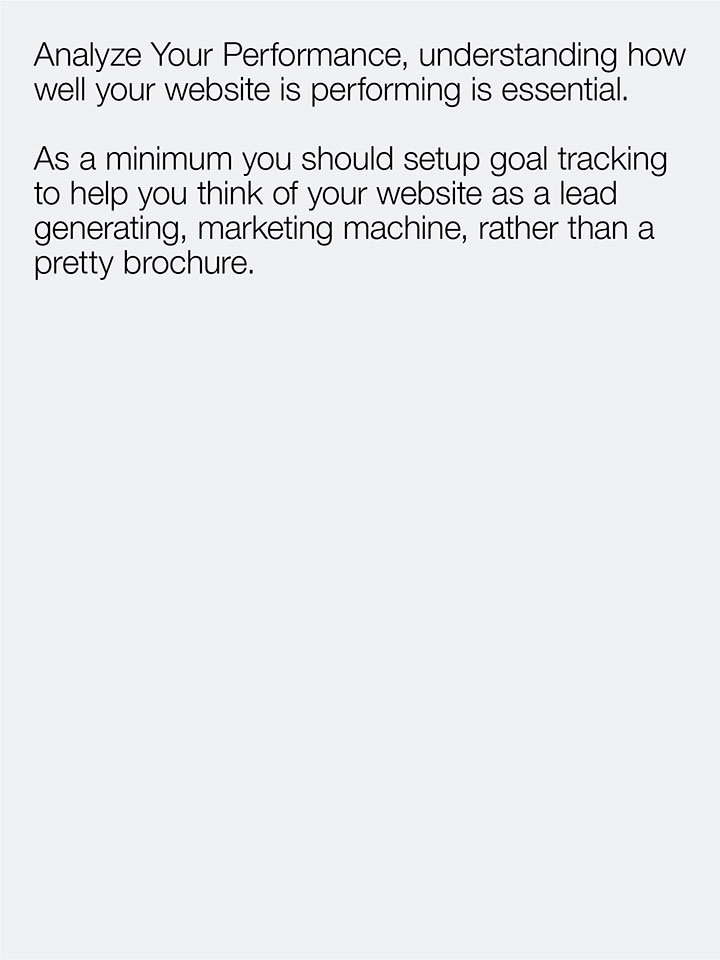 Analyze Your Performance, understanding how
well your website is performing is essential.
As a minimum you should setup goal tracking
to help you think of your website as a lead
generating, marketing machine, rather than a
pretty brochure.